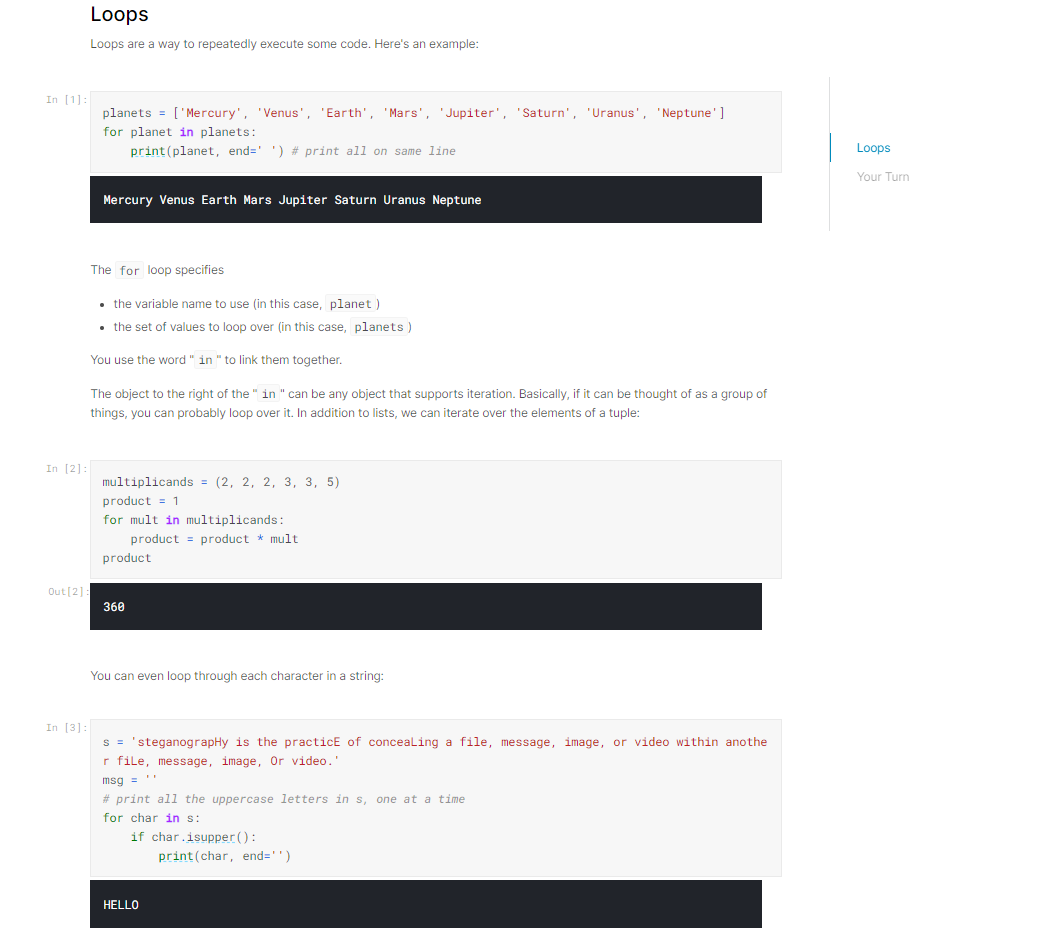 Loops
Loops are a way to repeatedly execute some code. Here's an example:
In [1]:
planets = ['Mercury', 'Venus', 'Earth', 'Mars', 'Jupiter', 'Saturn', 'Uranus', 'Neptune']
for planet in planets:
    print(planet, end=' ') # print all on same line
Mercury Venus Earth Mars Jupiter Saturn Uranus Neptune
Loops
Your Turn
The for loop specifies
• the variable name to use (in this case, planet )
• the set of values to loop over (in this case, planets )
You use the word " in " to link them together.
The object to the right of the " in " can be any object that supports iteration. Basically, if it can be thought of as a group of
things, you can probably loop over it. In addition to lists, we can iterate over the elements of a tuple:
In [2]:
multiplicands = (2, 2, 2, 3, 3, 5)
product = 1
for mult in multiplicands:
    product = product * mult
product
Out[2]:
360
You can even loop through each character in a string:
In [3]:
s = 'steganograpHy is the practicE of conceaLing a file, message, image, or video within anothe
r fiLe, message, image, Or video.'
msg = ''
# print all the uppercase letters in s, one at a time
for char in s:
    if char.isupper():
        print(char, end='')
HELLO